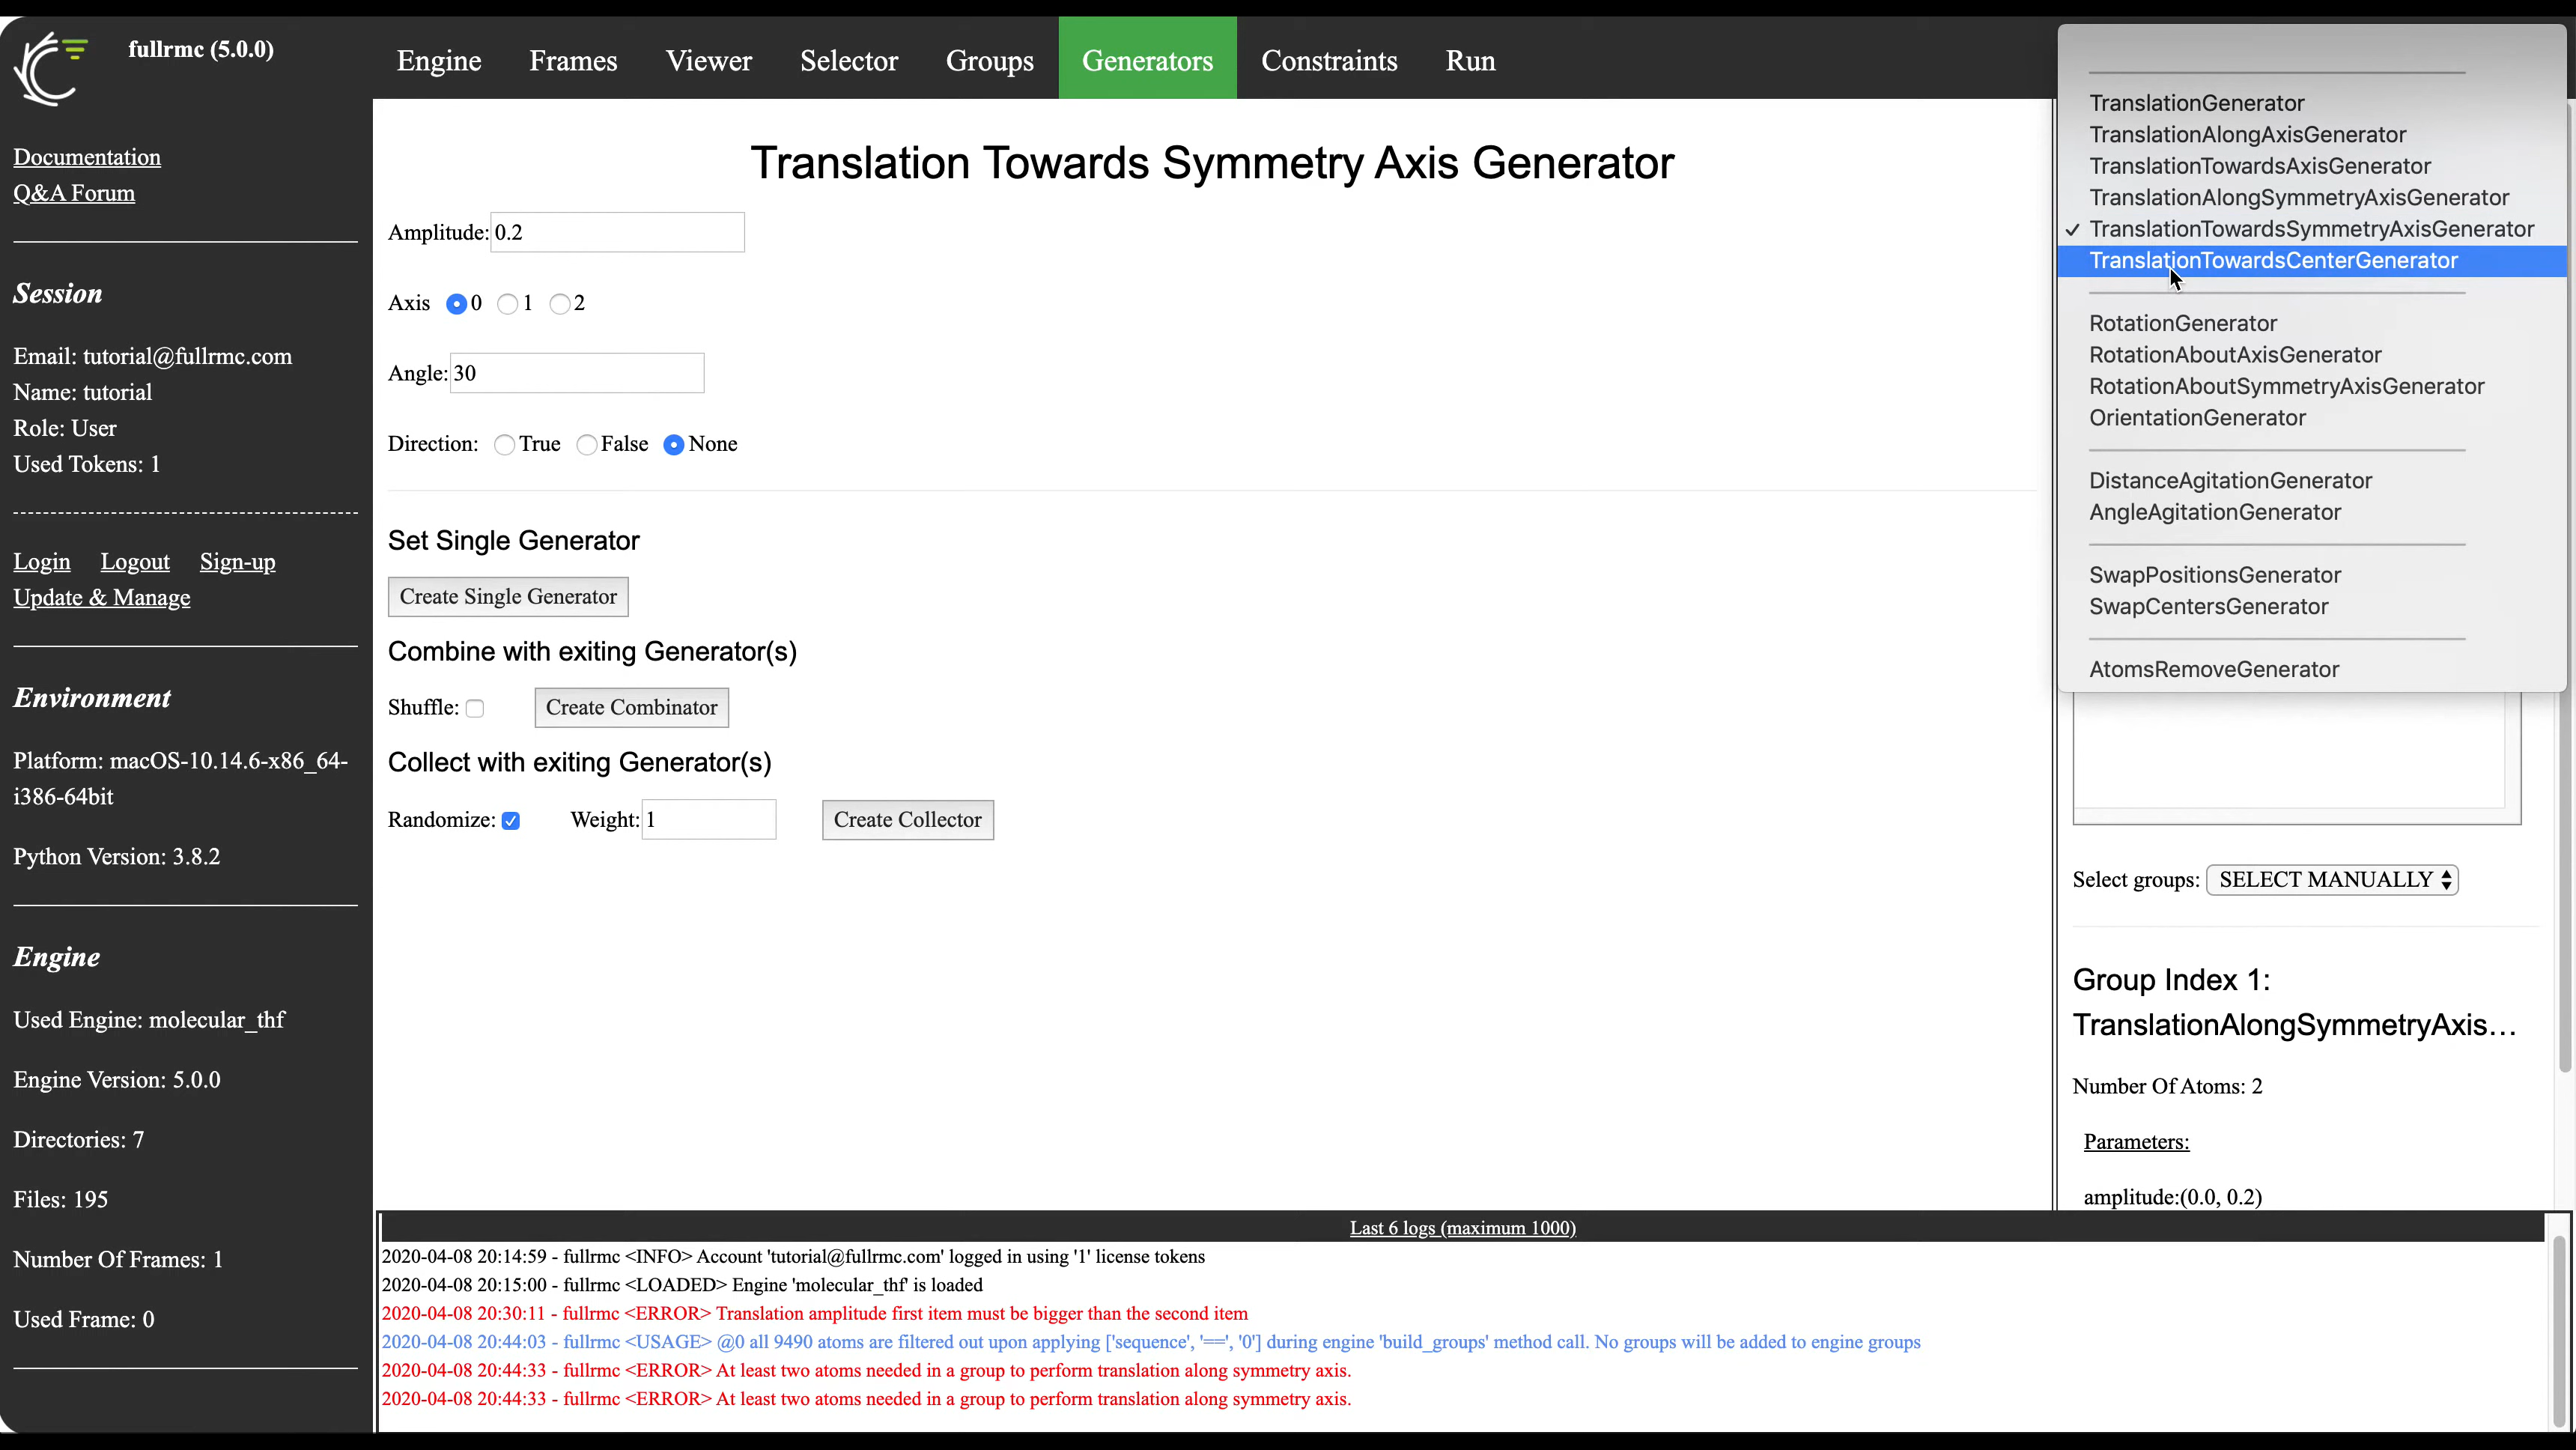 fullrmc (5.0.0)
Documentation
Q&A Forum
Session
Email: tutorial@fullrmc.com
Name: tutorial
Role: User
Used Tokens: 1
Login Logout Sign-up
Update & Manage
Environment
Platform: macOS-10.14.6-x86_64-
i386-64bit
Python Version: 3.8.2
Engine
Used Engine: molecular_thf
Engine Version: 5.0.0
Directories: 7
Files: 195
Number Of Frames: 1
Used Frame: 0
Engine Frames Viewer Selector Groups Generators Constraints Run
Translation Towards Symmetry Axis Generator
Amplitude: 0.2
Axis 0 1 2
Angle: 30
Direction: True False None
Set Single Generator
Create Single Generator
Combine with exiting Generator(s)
Shuffle: Create Combinator
Collect with exiting Generator(s)
Randomize: Weight: 1 Create Collector
TranslationGenerator
TranslationAlongAxisGenerator
TranslationTowardsAxisGenerator
TranslationAlongSymmetryAxisGenerator
✓ TranslationTowardsSymmetryAxisGenerator
TranslationTowardsCenterGenerator
RotationGenerator
RotationAboutAxisGenerator
RotationAboutSymmetryAxisGenerator
OrientationGenerator
DistanceAgitationGenerator
AngleAgitationGenerator
SwapPositionsGenerator
SwapCentersGenerator
AtomsRemoveGenerator
Select groups: SELECT MANUALLY
Group Index 1:
TranslationAlongSymmetryAxis...
Number Of Atoms: 2
Parameters:
amplitude:(0.0, 0.2)
Last 6 logs (maximum 1000)
2020-04-08 20:14:59 - fullrmc <INFO> Account 'tutorial@fullrmc.com' logged in using '1' license tokens
2020-04-08 20:15:00 - fullrmc <LOADED> Engine 'molecular_thf' is loaded
2020-04-08 20:30:11 - fullrmc <ERROR> Translation amplitude first item must be bigger than the second item
2020-04-08 20:44:03 - fullrmc <USAGE> @0 all 9490 atoms are filtered out upon applying ['sequence', '==', '0'] during engine 'build_groups' method call. No groups will be added to engine groups
2020-04-08 20:44:33 - fullrmc <ERROR> At least two atoms needed in a group to perform translation along symmetry axis.
2020-04-08 20:44:33 - fullrmc <ERROR> At least two atoms needed in a group to perform translation along symmetry axis.